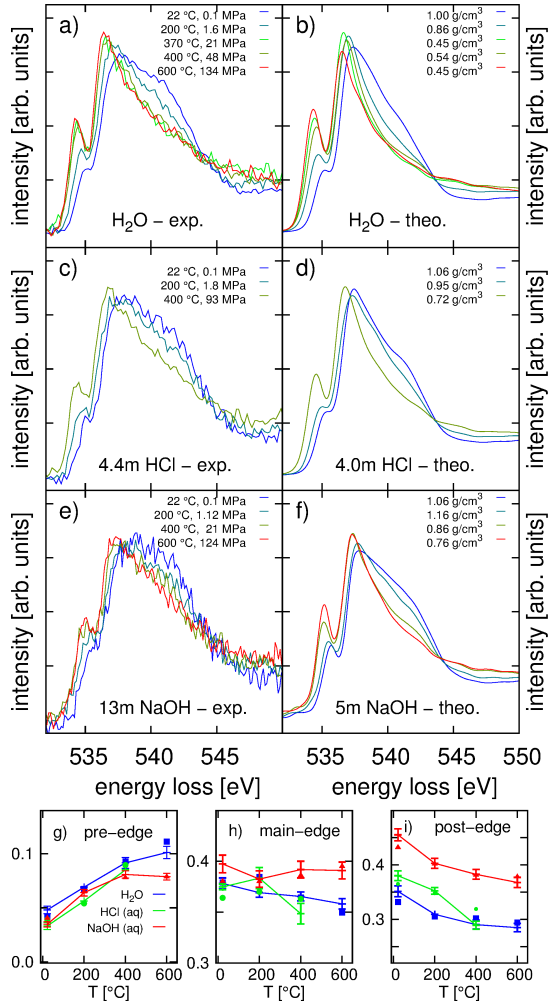 intensity [arb. units]
a)
22 °C, 0.1 MPa
200 °C, 1.6 MPa
370 °C, 21 MPa
400 °C, 48 MPa
600 °C, 134 MPa
H2O − exp.
b)
1.00 g/cm3
0.86 g/cm3
0.45 g/cm3
0.54 g/cm3
0.45 g/cm3
H2O − theo.
intensity [arb. units]
intensity [arb. units]
c)
22 °C, 0.1 MPa
200 °C, 1.8 MPa
400 °C, 93 MPa
4.4m HCl − exp.
d)
1.06 g/cm3
0.95 g/cm3
0.72 g/cm3
4.0m HCl − theo.
intensity [arb. units]
intensity [arb. units]
e)
22 °C, 0.1 MPa
200 °C, 1.12 MPa
400 °C, 21 MPa
600 °C, 124 MPa
13m NaOH − exp.
f)
1.06 g/cm3
1.16 g/cm3
0.86 g/cm3
0.76 g/cm3
5m NaOH − theo.
intensity [arb. units]
535 540 545 535 540 545 550
energy loss [eV] energy loss [eV]
g) pre−edge
0.1
0.0
H2O
HCl (aq)
NaOH (aq)
0 200 400 600
T [°C]
h) main−edge
0.4
0.3
0 200 400 600
T [°C]
i) post−edge
0.4
0.3
0 200 400 600
T [°C]